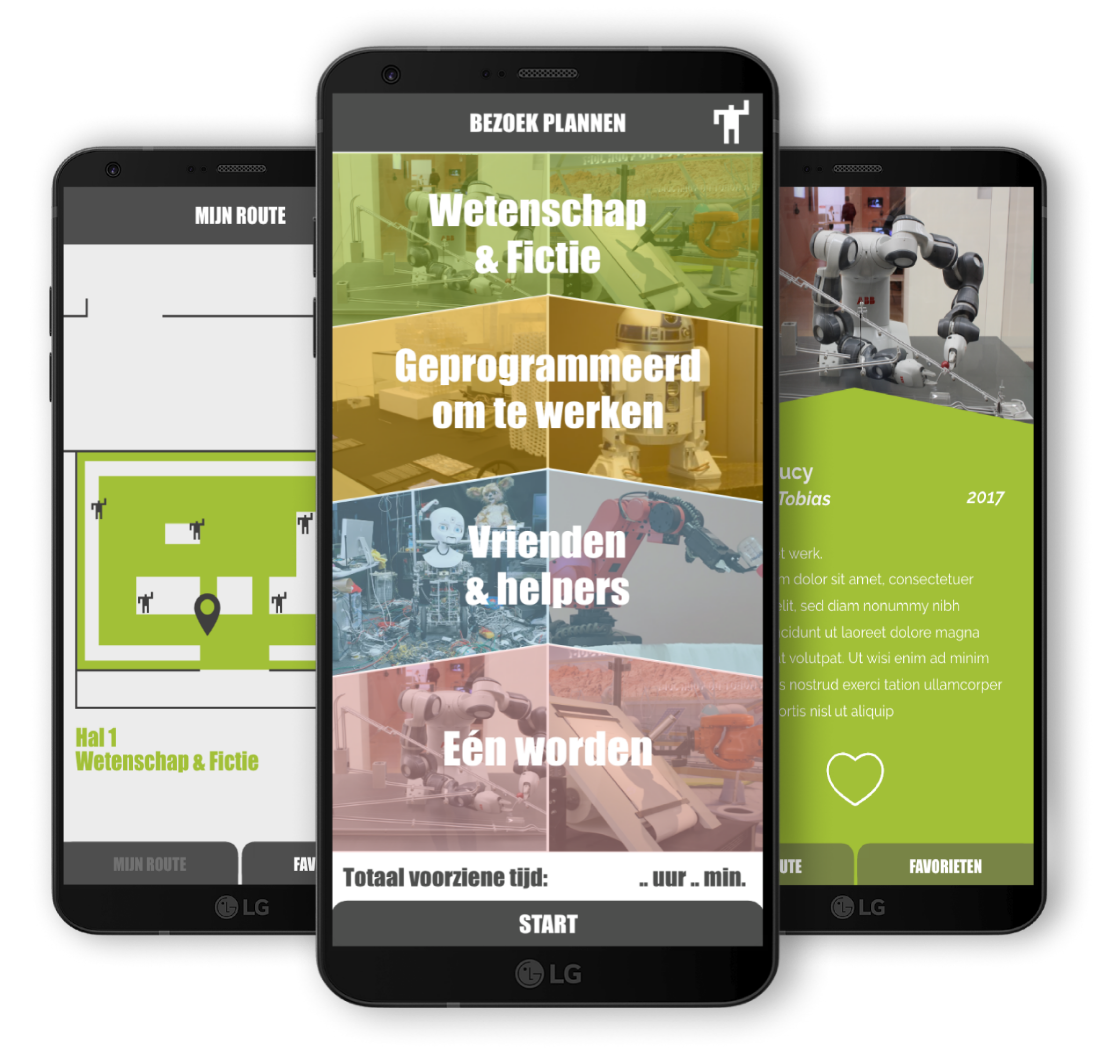 MIJN ROUTE
Hal 1
Wetenschap & Fictie
MIJN ROUTE
FAV
LG
BEZOEK PLANNEN
Wetenschap
& Fictie
Geprogrammeerd
om te werken
Vrienden
& helpers
Eén worden
Totaal voorziene tijd: .. uur .. min.
START
LG
ABB
ucy
Tobias 2017
t werk.
m dolor sit amet, consectetuer
elit, sed diam nonummy nibh
cidunt ut laoreet dolore magna
t volutpat. Ut wisi enim ad minim
s nostrud exerci tation ullamcorper
ortis nisl ut aliquip
UTE
FAVORIETEN
LG